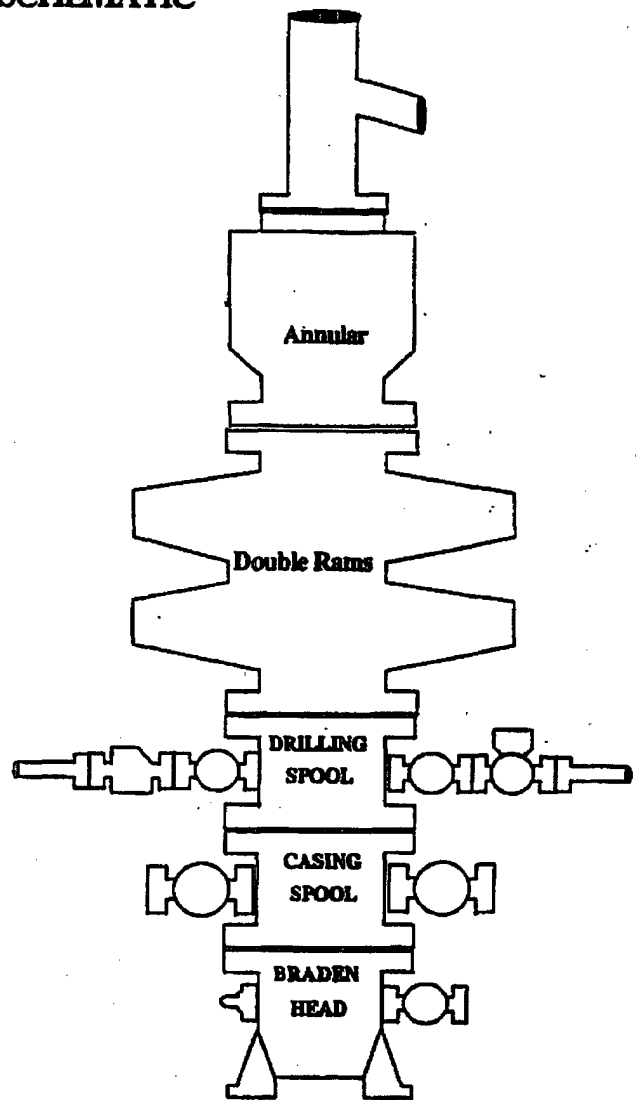 SCHEMATIC
Annular
Double Rams
DRILLING
SPOOL
CASING
SPOOL
BRADEN
HEAD